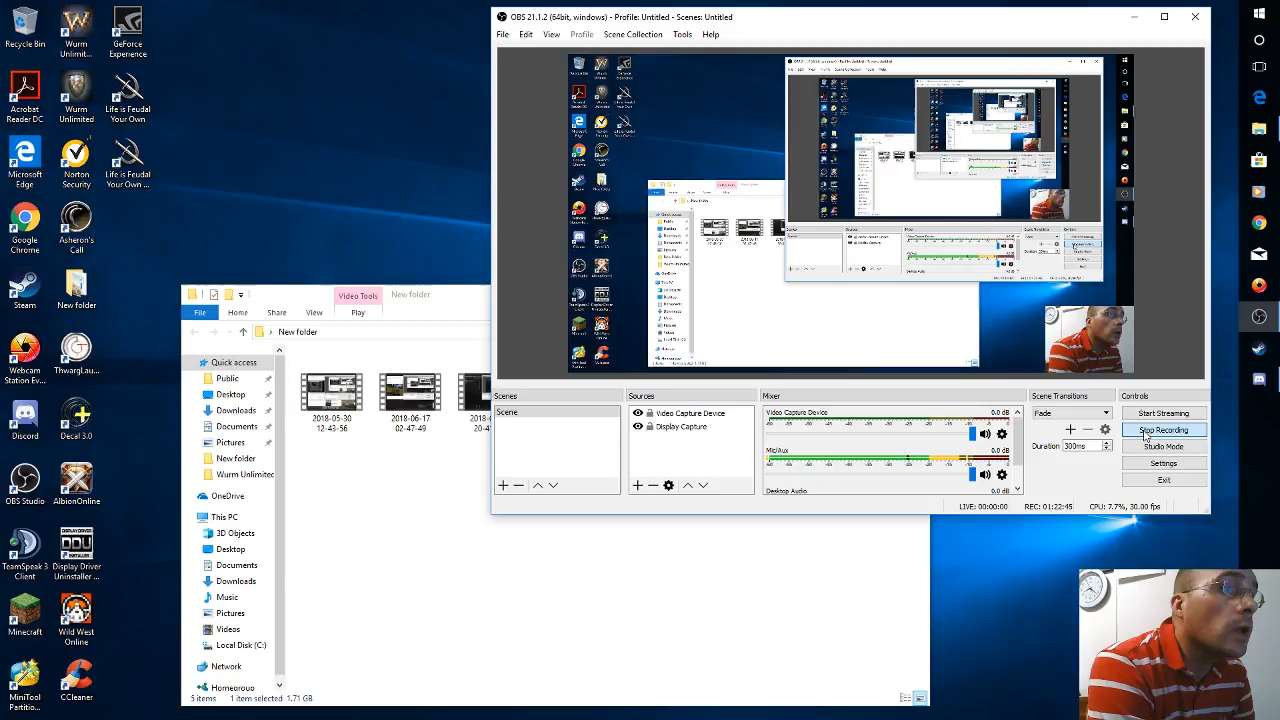 Recycle Bin
Wurm Unlimit...
GeForce Experience
Acrobat Reader DC
Wurm Unlimited
Life is Feudal Your Own
Microsoft Edge
Norton Security
Life is Feudal Your Own ...
Google Chrome
AshenFall
Steam
New folder
Webcam Station Ev...
ThwargLau...
Discord
Decal 3.0
OBS Studio
AlbionOnline
TeamSpeak 3 Client
Display Driver Uninstaller ...
Minecraft
Wild West Online
MiniTool Partitio...
CCleaner
Video Tools
New folder
File
Home
Share
View
Play
New folder
Quick access
Public
Desktop
Downloads
Documents
Pictures
New folder
Wurm Unlimited
OneDrive
This PC
3D Objects
Desktop
Documents
Downloads
Music
Pictures
Videos
Local Disk (C:)
Network
Homegroup
2018-05-30 12-43-56
2018-06-17 02-47-49
5 items
1 item selected 1.71 GB
OBS 21.1.2 (64bit, windows) - Profile: Untitled - Scenes: Untitled
File
Edit
View
Profile
Scene Collection
Tools
Help
Scenes
Scene
Sources
Video Capture Device
Display Capture
Mixer
Video Capture Device
0.0 dB
Mic/Aux
0.0 dB
Desktop Audio
Scene Transitions
Fade
Duration
300ms
Controls
Start Streaming
Stop Recording
Studio Mode
Settings
Exit
LIVE: 00:00:00
REC: 01:22:45
CPU: 7.7%, 30.00 fps